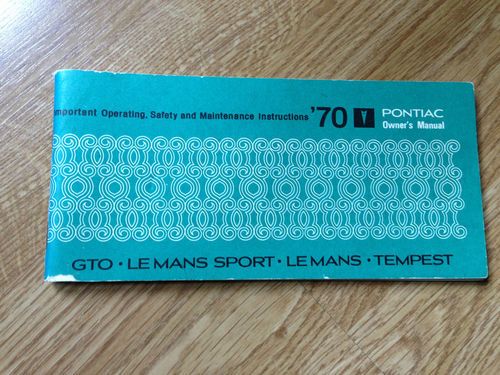 mportant Operating, Safety and Maintenance Instructions '70 PONTIAC
Owner's Manual
GTO · LE MANS SPORT · LE MANS · TEMPEST